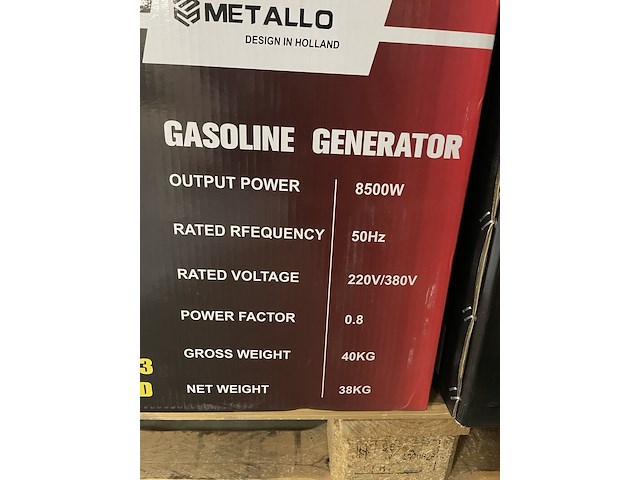 METALLO
DESIGN IN HOLLAND
GASOLINE GENERATOR
OUTPUT POWER 8500W
RATED RFEQUENCY 50Hz
RATED VOLTAGE 220V/380V
POWER FACTOR 0.8
GROSS WEIGHT 40KG
NET WEIGHT 38KG
3
D